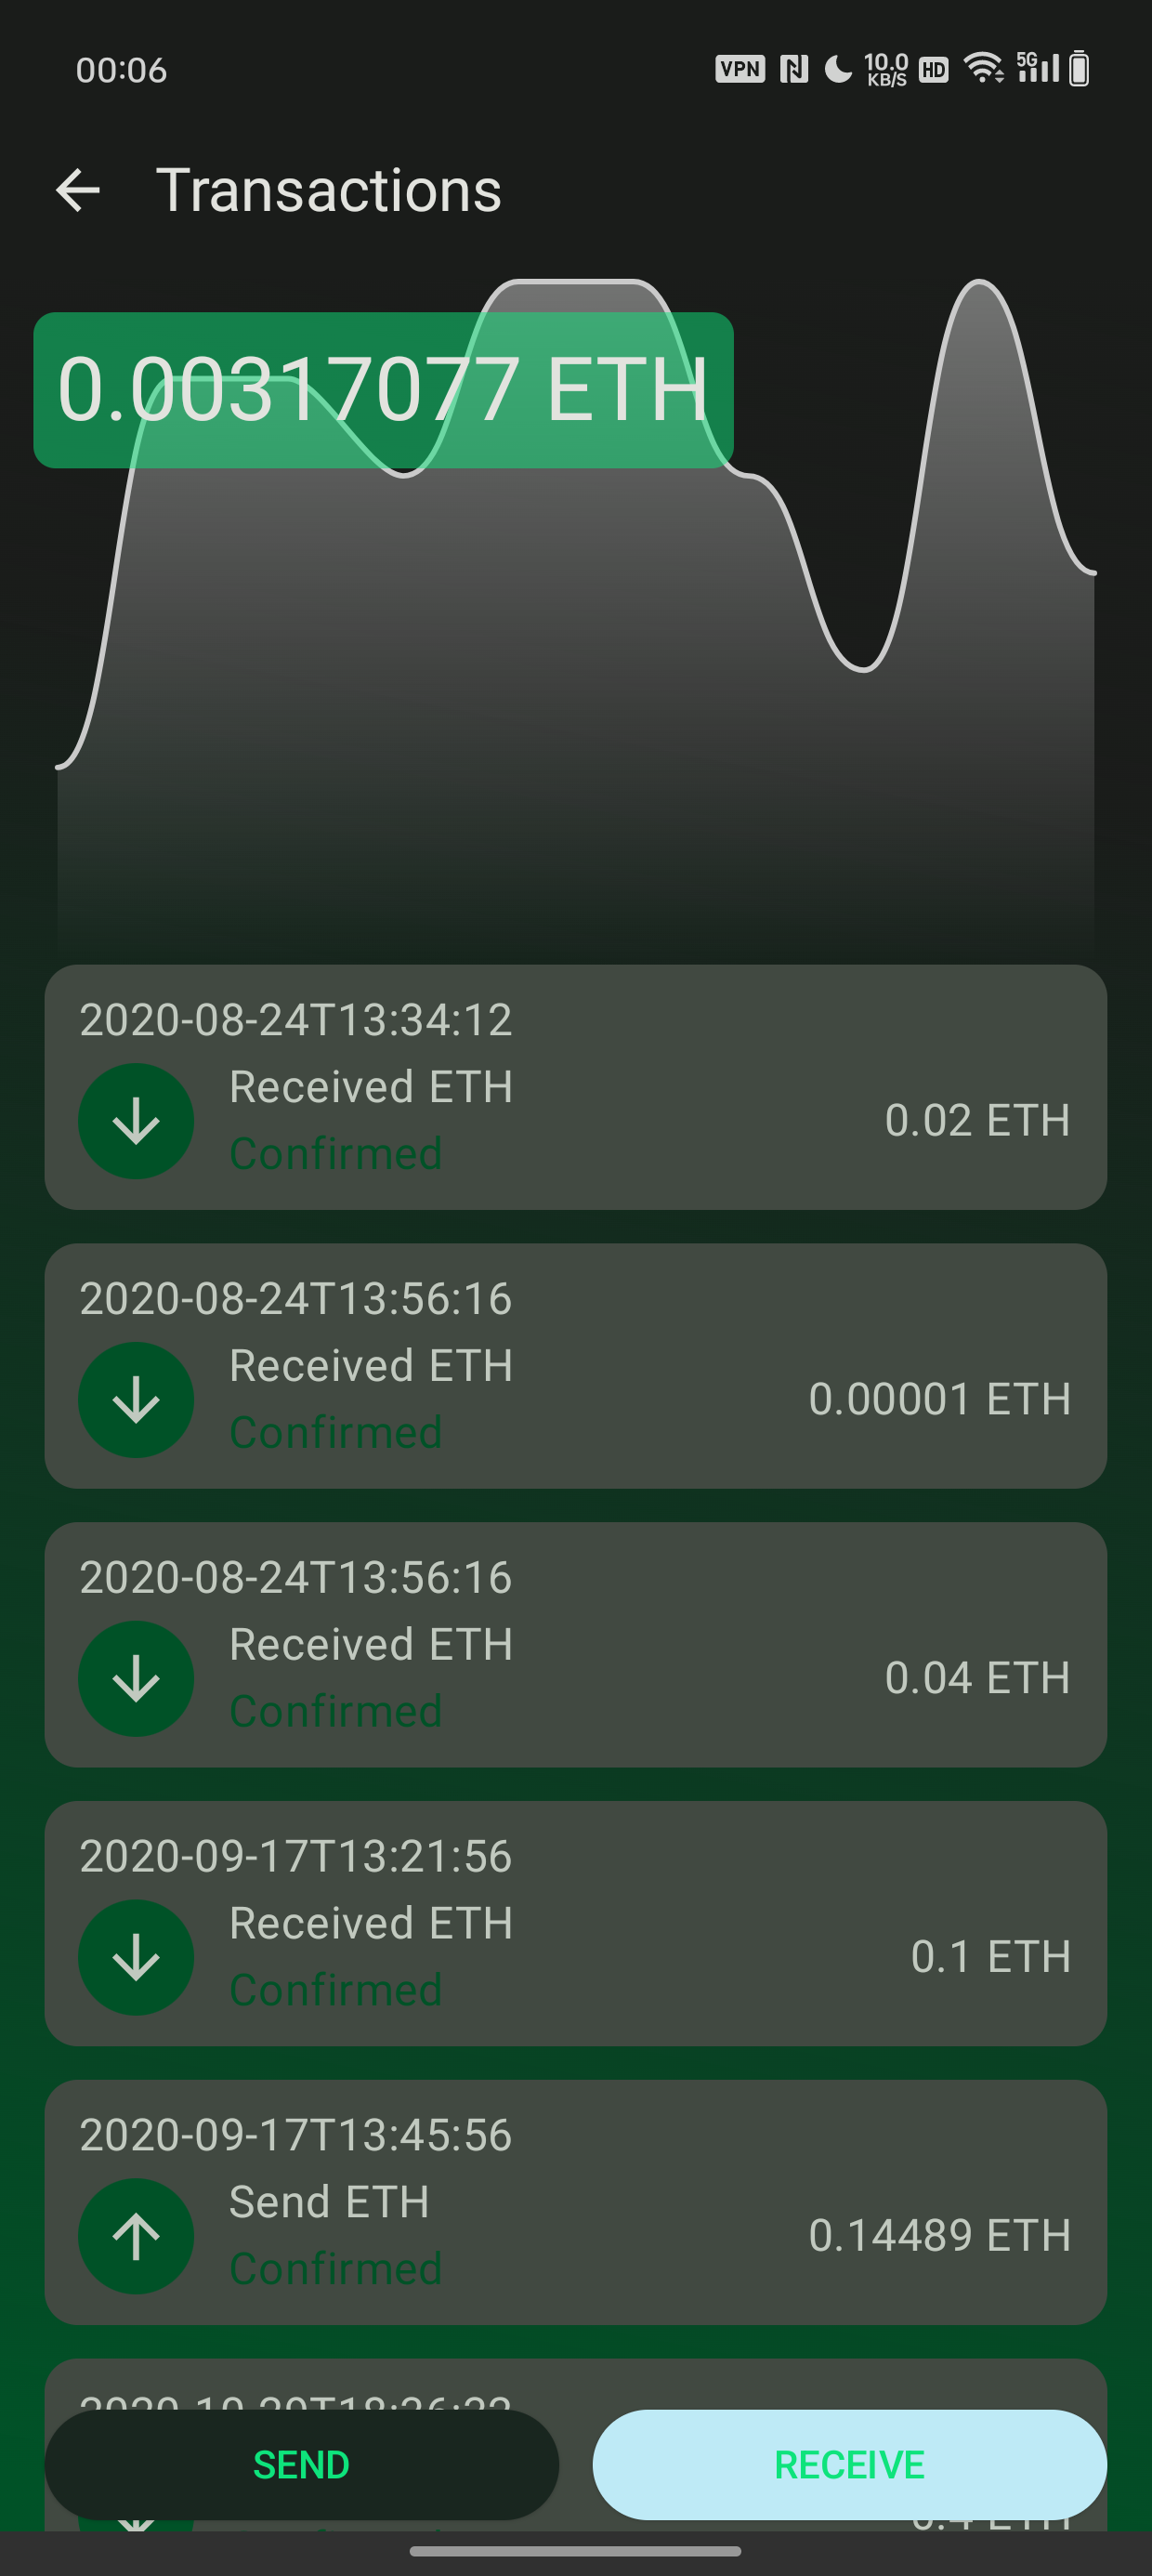 00:06
VPN
10.0
KB/S
HD
5G
Transactions
0.00317077 ETH
2020-08-24T13:34:12
Received ETH
Confirmed
0.02 ETH
2020-08-24T13:56:16
Received ETH
Confirmed
0.00001 ETH
2020-08-24T13:56:16
Received ETH
Confirmed
0.04 ETH
2020-09-17T13:21:56
Received ETH
Confirmed
0.1 ETH
2020-09-17T13:45:56
Send ETH
Confirmed
0.14489 ETH
SEND
RECEIVE